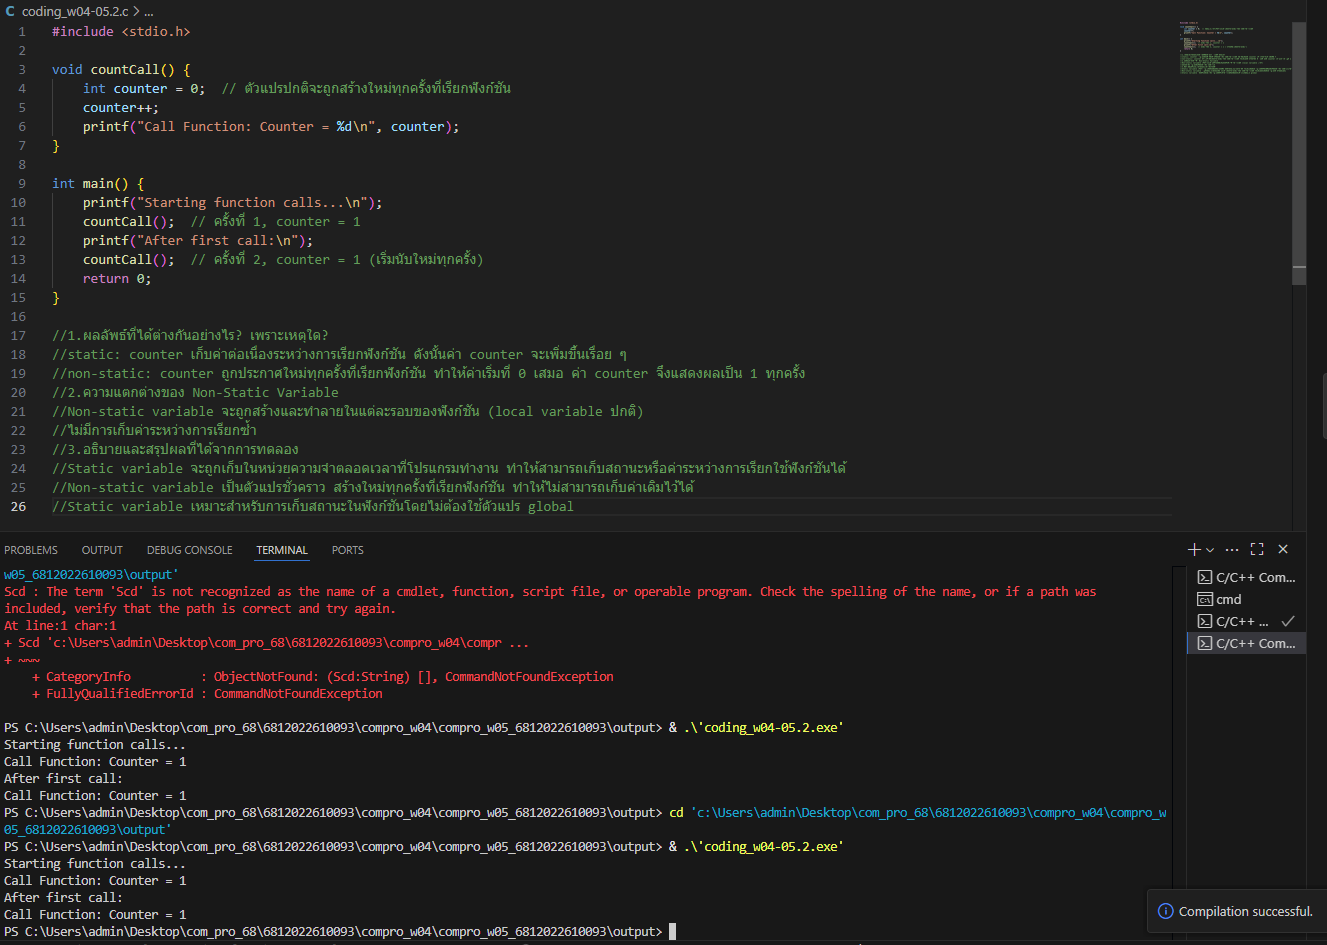 C coding_w04-05.2.c > ...
1 #include <stdio.h>
2
3 void countCall() {
4 int counter = 0; // ตัวแปรปกติจะถูกสร้างใหม่ทุกครั้งที่เรียกฟังก์ชัน
5 counter++;
6 printf("Call Function: Counter = %d\n", counter);
7 }
8
9 int main() {
10 printf("Starting function calls...\n");
11 countCall(); // ครั้งที่ 1, counter = 1
12 printf("After first call:\n");
13 countCall(); // ครั้งที่ 2, counter = 1 (เริ่มนับใหม่ทุกครั้ง)
14 return 0;
15 }
16
17 //1.ผลลัพธ์ที่ได้ต่างกันอย่างไร? เพราะเหตุใด?
18 //static: counter เก็บค่าต่อเนื่องระหว่างการเรียกฟังก์ชัน ดังนั้นค่า counter จะเพิ่มขึ้นเรื่อย ๆ
19 //non-static: counter ถูกประกาศใหม่ทุกครั้งที่เรียกฟังก์ชัน ทำให้ค่าเริ่มที่ 0 เสมอ ค่า counter จึงแสดงผลเป็น 1 ทุกครั้ง
20 //2.ความแตกต่างของ Non-Static Variable
21 //Non-static variable จะถูกสร้างและทำลายในแต่ละรอบของฟังก์ชัน (local variable ปกติ)
22 //ไม่มีการเก็บค่าระหว่างการเรียกซ้ำ
23 //3.อธิบายและสรุปผลที่ได้จากการทดลอง
24 //Static variable จะถูกเก็บในหน่วยความจำตลอดเวลาที่โปรแกรมทำงาน ทำให้สามารถเก็บสถานะหรือค่าระหว่างการเรียกใช้ฟังก์ชันได้
25 //Non-static variable เป็นตัวแปรชั่วคราว สร้างใหม่ทุกครั้งที่เรียกฟังก์ชัน ทำให้ไม่สามารถเก็บค่าเดิมไว้ได้
26 //Static variable เหมาะสำหรับการเก็บสถานะในฟังก์ชันโดยไม่ต้องใช้ตัวแปร global
PROBLEMS OUTPUT DEBUG CONSOLE TERMINAL PORTS
w05_6812022610093\output'
Scd : The term 'Scd' is not recognized as the name of a cmdlet, function, script file, or operable program. Check the spelling of the name, or if a path was
included, verify that the path is correct and try again.
At line:1 char:1
+ Scd 'c:\Users\admin\Desktop\com_pro_68\6812022610093\compro_w04\compr ...
+ ~~~
+ CategoryInfo : ObjectNotFound: (Scd:String) [], CommandNotFoundException
+ FullyQualifiedErrorId : CommandNotFoundException
PS C:\Users\admin\Desktop\com_pro_68\6812022610093\compro_w04\compro_w05_6812022610093\output> & .\'coding_w04-05.2.exe'
Starting function calls...
Call Function: Counter = 1
After first call:
Call Function: Counter = 1
PS C:\Users\admin\Desktop\com_pro_68\6812022610093\compro_w04\compro_w05_6812022610093\output> cd 'c:\Users\admin\Desktop\com_pro_68\6812022610093\compro_w04\compro_w
05_6812022610093\output'
PS C:\Users\admin\Desktop\com_pro_68\6812022610093\compro_w04\compro_w05_6812022610093\output> & .\'coding_w04-05.2.exe'
Starting function calls...
Call Function: Counter = 1
After first call:
Call Function: Counter = 1
PS C:\Users\admin\Desktop\com_pro_68\6812022610093\compro_w04\compro_w05_6812022610093\output>
C/C++ Com...
cmd
C/C++ ...
C/C++ Com...
Compilation successful.